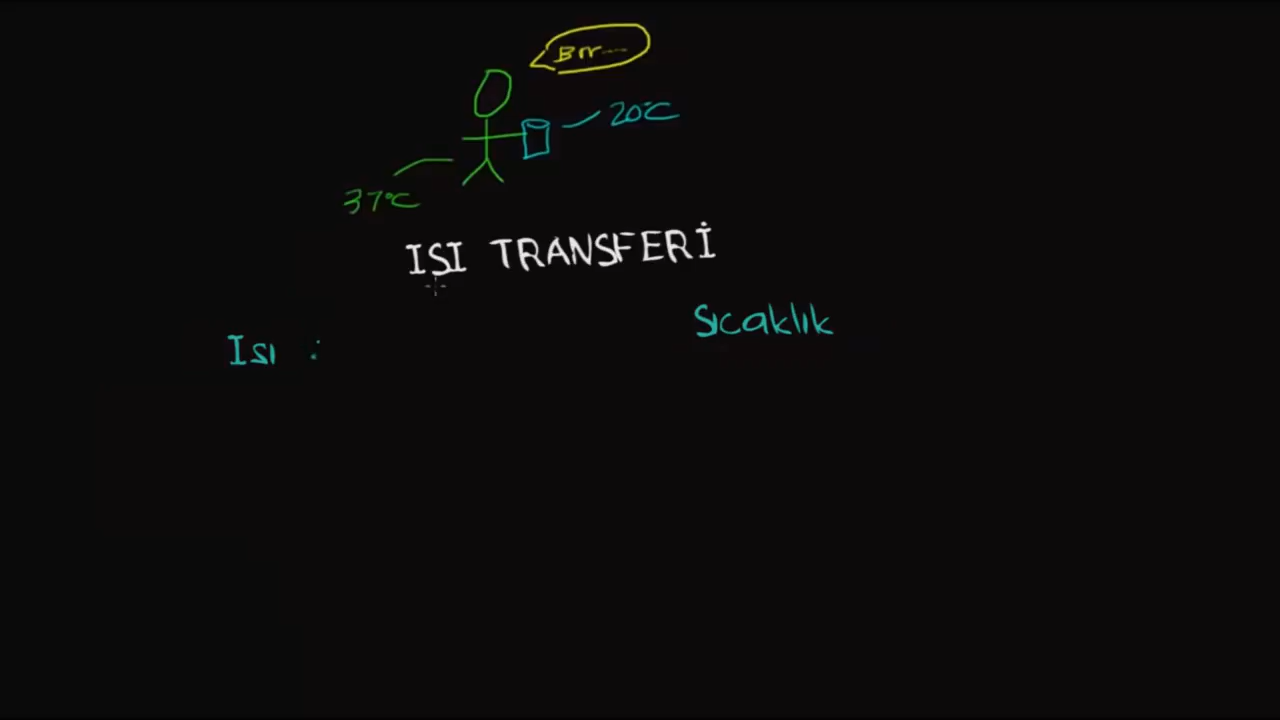 Brr...
20°C
37°C
ISI TRANSFERİ
Sıcaklık
Isı :